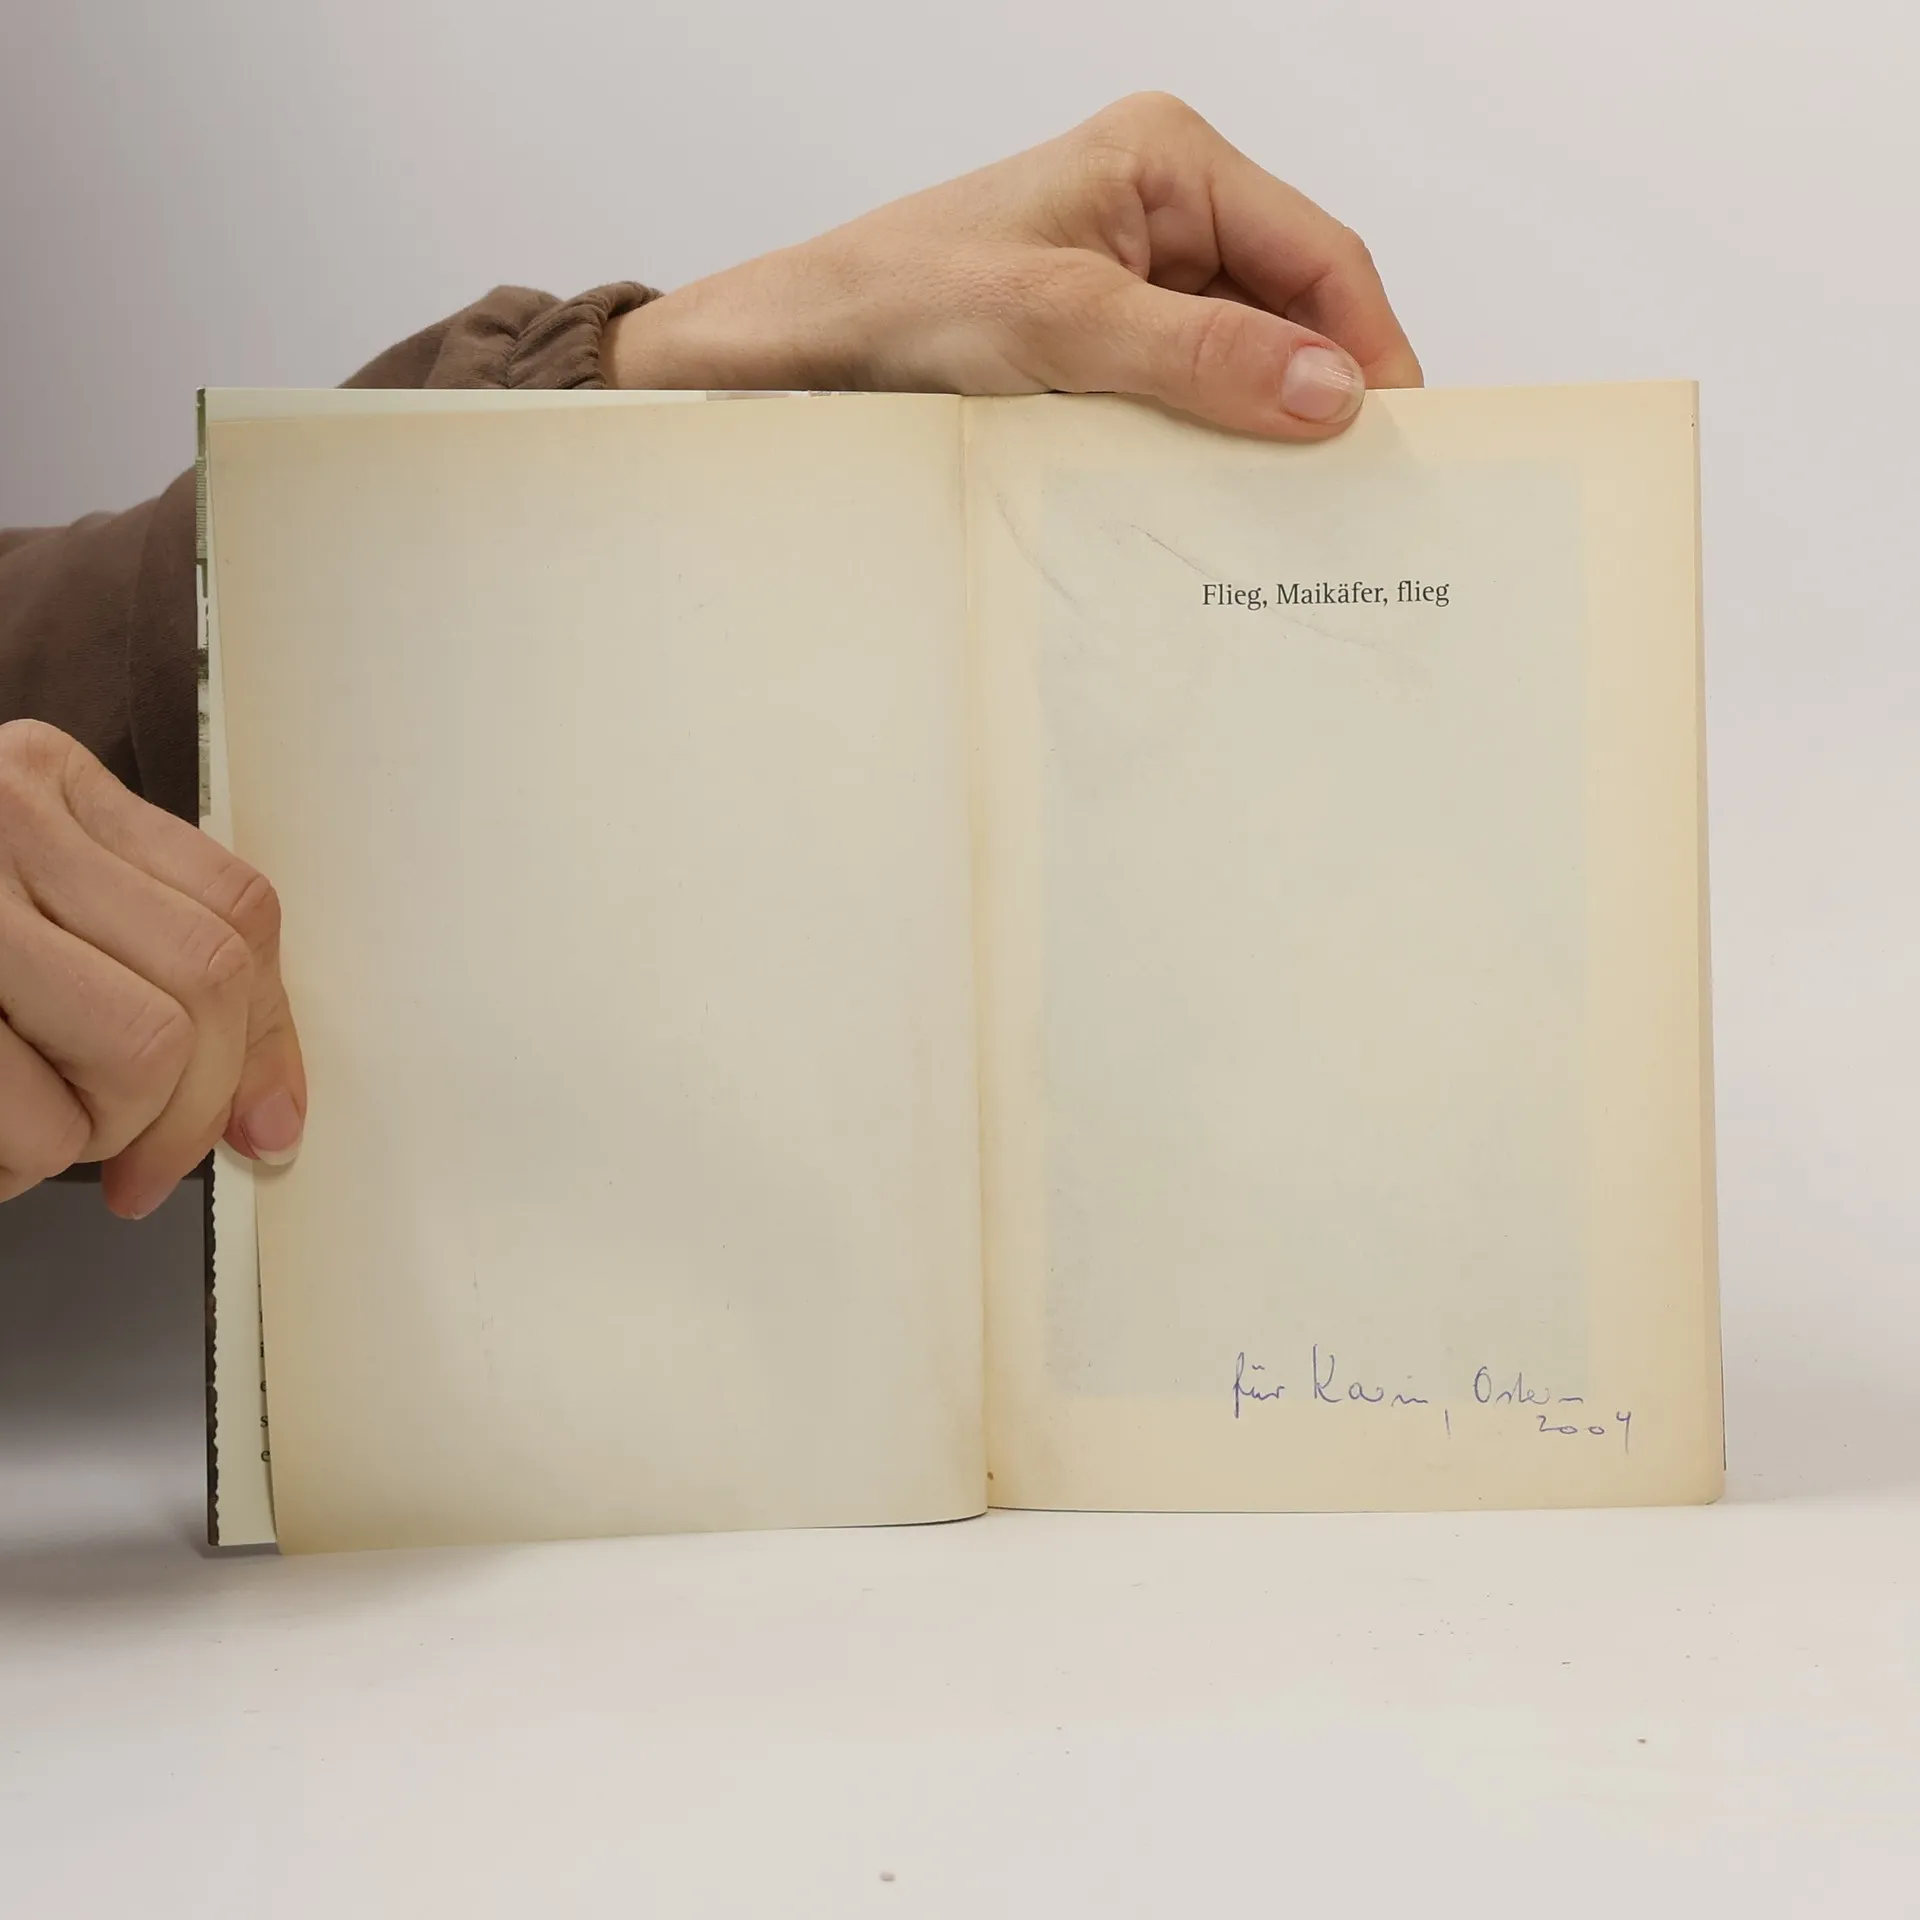 Flieg, Maikäfer, flieg
für Karin, Ostern
2004